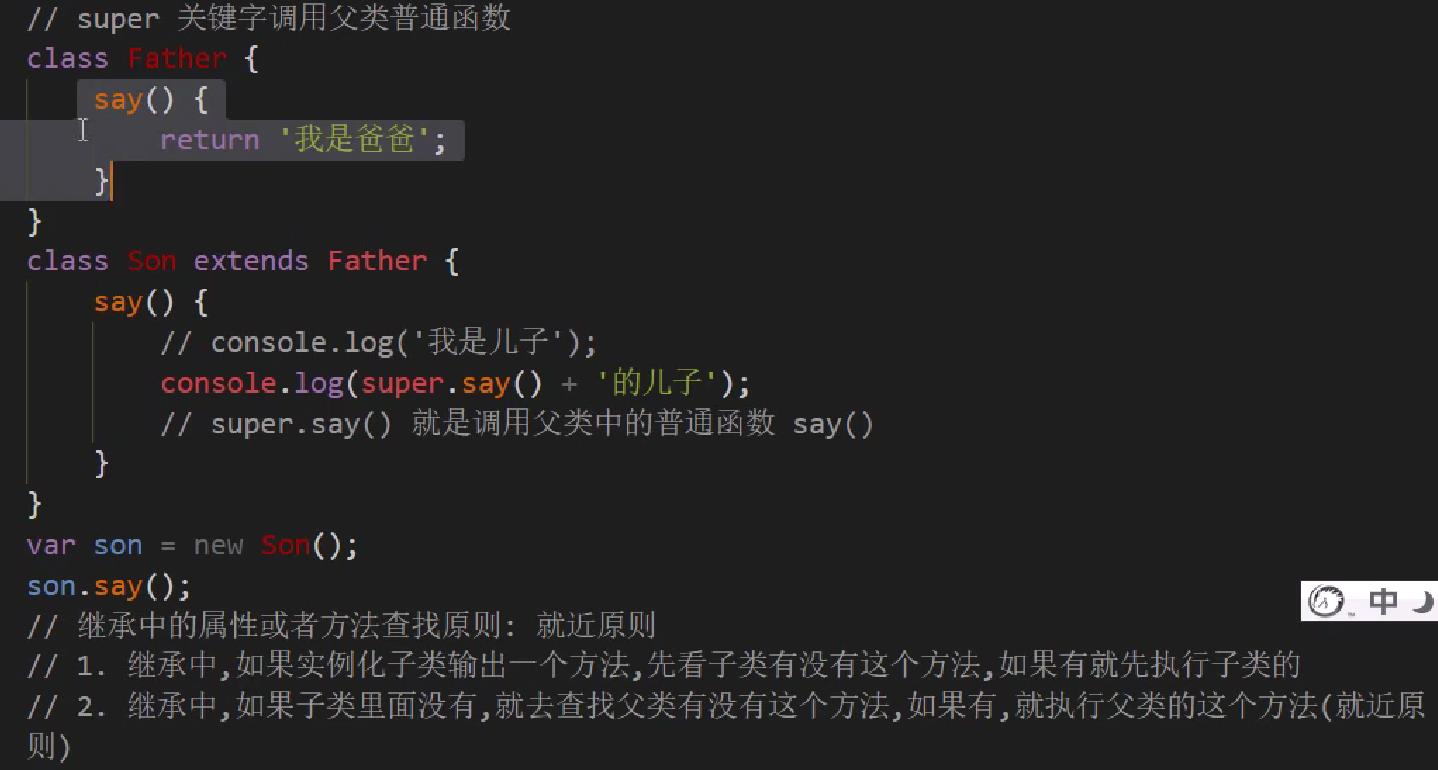 // super 关键字调用父类普通函数
class Father {
    say() {
        return '我是爸爸';
    }
}
class Son extends Father {
    say() {
        // console.log('我是儿子');
        console.log(super.say() + '的儿子');
        // super.say() 就是调用父类中的普通函数 say()
    }
}
var son = new Son();
son.say();
中
// 继承中的属性或者方法查找原则: 就近原则
// 1. 继承中,如果实例化子类输出一个方法,先看子类有没有这个方法,如果有就先执行子类的
// 2. 继承中,如果子类里面没有,就去查找父类有没有这个方法,如果有,就执行父类的这个方法(就近原
则)